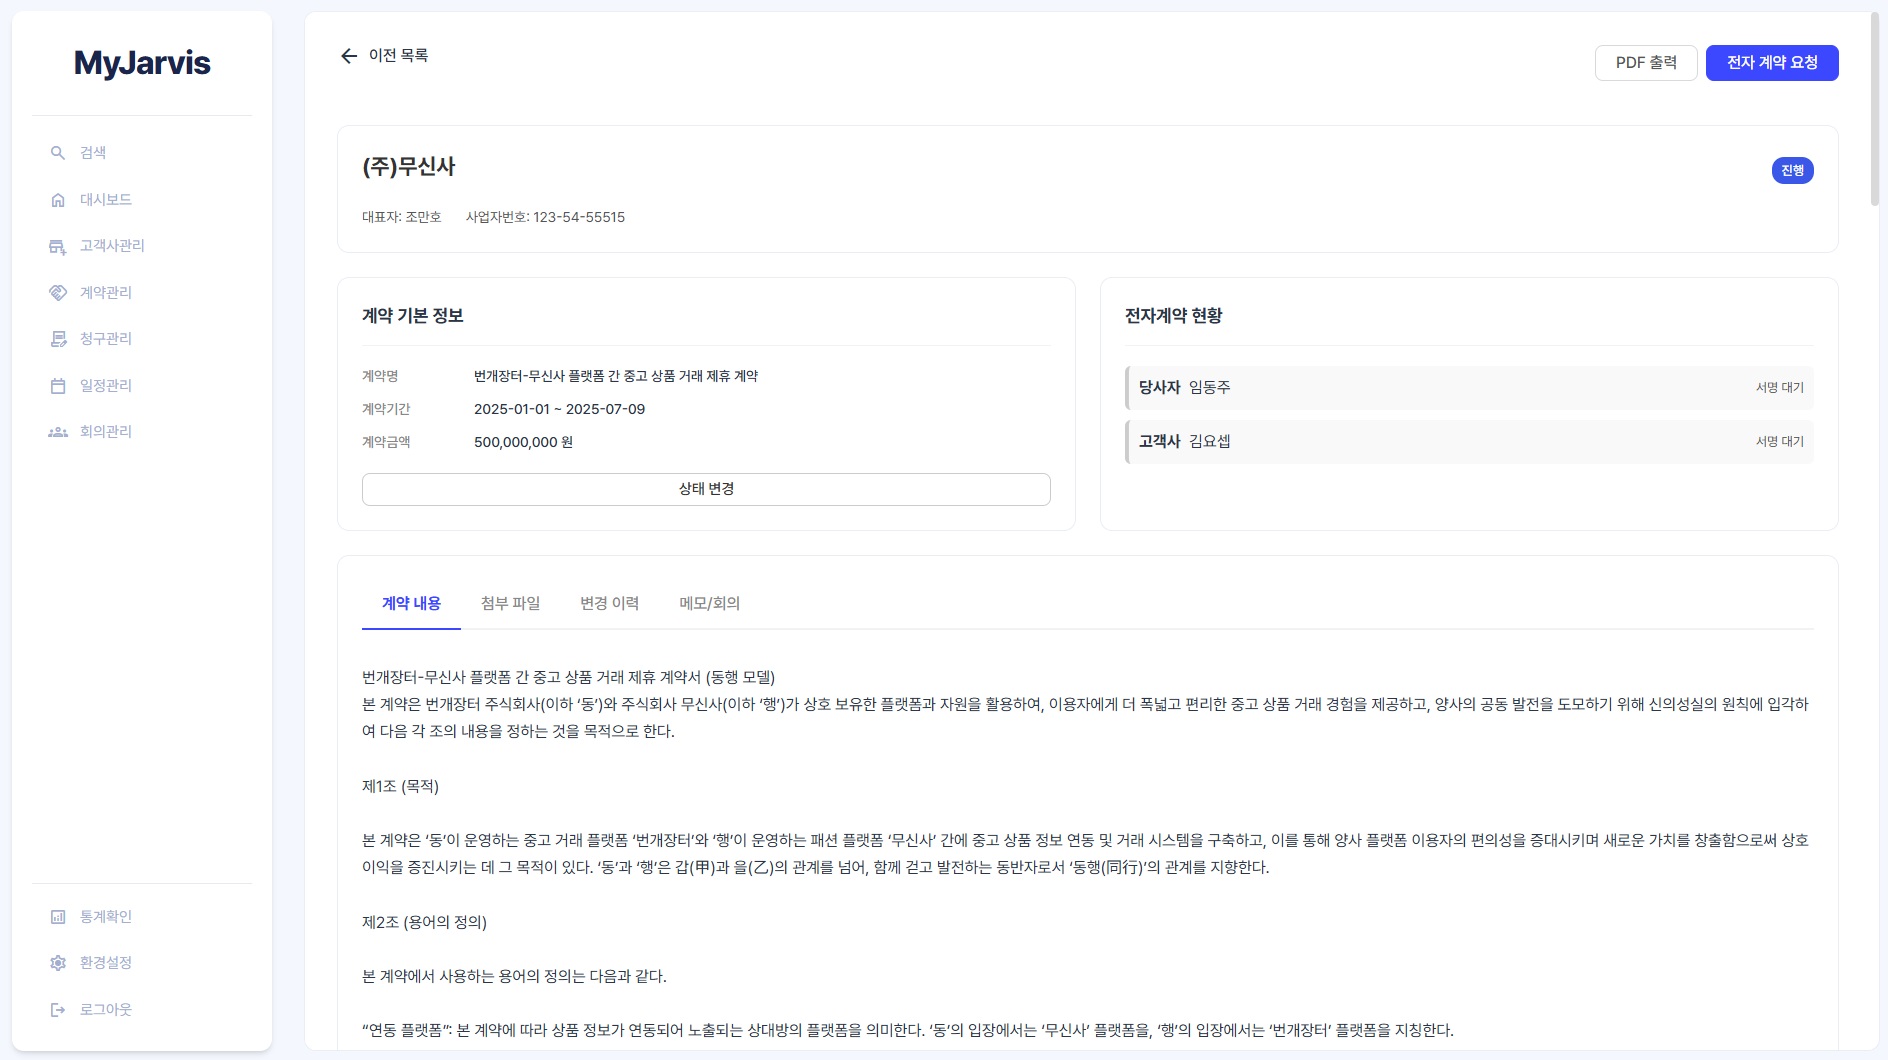 MyJarvis
검색
대시보드
고객사관리
계약관리
청구관리
일정관리
회의관리
통계확인
환경설정
로그아웃
이전 목록
PDF 출력
전자 계약 요청
(주)무신사
진행
대표자: 조만호 사업자번호: 123-54-55515
계약 기본 정보
계약명 번개장터-무신사 플랫폼 간 중고 상품 거래 제휴 계약
계약기간 2025-01-01 ~ 2025-07-09
계약금액 500,000,000 원
상태 변경
전자계약 현황
당사자 임동주 서명 대기
고객사 김요셉 서명 대기
계약 내용 첨부 파일 변경 이력 메모/회의
번개장터-무신사 플랫폼 간 중고 상품 거래 제휴 계약서 (동행 모델)
본 계약은 번개장터 주식회사(이하 ‘동’)와 주식회사 무신사(이하 ‘행’)가 상호 보유한 플랫폼과 자원을 활용하여, 이용자에게 더 폭넓고 편리한 중고 상품 거래 경험을 제공하고, 양사의 공동 발전을 도모하기 위해 신의성실의 원칙에 입각하
여 다음 각 조의 내용을 정하는 것을 목적으로 한다.
제1조 (목적)
본 계약은 ‘동’이 운영하는 중고 거래 플랫폼 ‘번개장터’와 ‘행’이 운영하는 패션 플랫폼 ‘무신사’ 간에 중고 상품 정보 연동 및 거래 시스템을 구축하고, 이를 통해 양사 플랫폼 이용자의 편의성을 증대시키며 새로운 가치를 창출함으로써 상호
이익을 증진시키는 데 그 목적이 있다. ‘동’과 ‘행’은 갑(甲)과 을(乙)의 관계를 넘어, 함께 걷고 발전하는 동반자로서 ‘동행(同行)’의 관계를 지향한다.
제2조 (용어의 정의)
본 계약에서 사용하는 용어의 정의는 다음과 같다.
“연동 플랫폼”: 본 계약에 따라 상품 정보가 연동되어 노출되는 상대방의 플랫폼을 의미한다. ‘동’의 입장에서는 ‘무신사’ 플랫폼을, ‘행’의 입장에서는 ‘번개장터’ 플랫폼을 지칭한다.